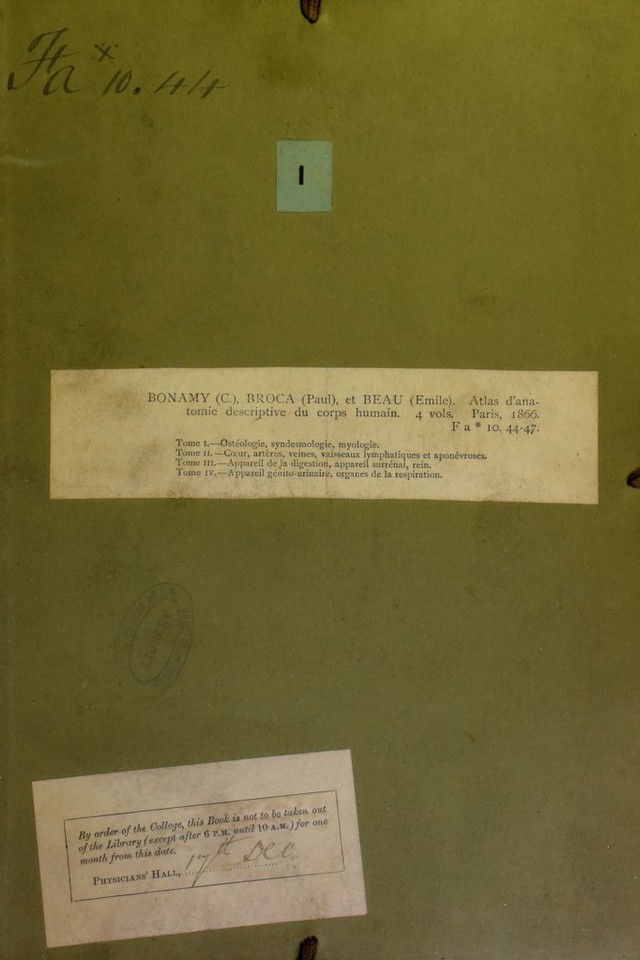 Fa* 10.44
I
BONAMY (C.), BROCA (Paul), et BEAU (Emile). Atlas d'ana-
tomie descriptive du corps humain. 4 vols. Paris, 1866.
F a * 10. 44-47.
Tome I.—Ostéologie, syndesmologie, myologie.
Tome II.—Cœur, artères, veines, vaisseaux lymphatiques et aponévroses.
Tome III.—Appareil de la digestion, appareil surrénal, rein.
Tome IV.—Appareil génito-urinaire, organes de la respiration.
By order of the College, this Book is not to be taken out
of the Library (except after 6 P.M. until 10 A.M.) for one
month from this date.
PHYSICIANS' HALL, 17th Dec.